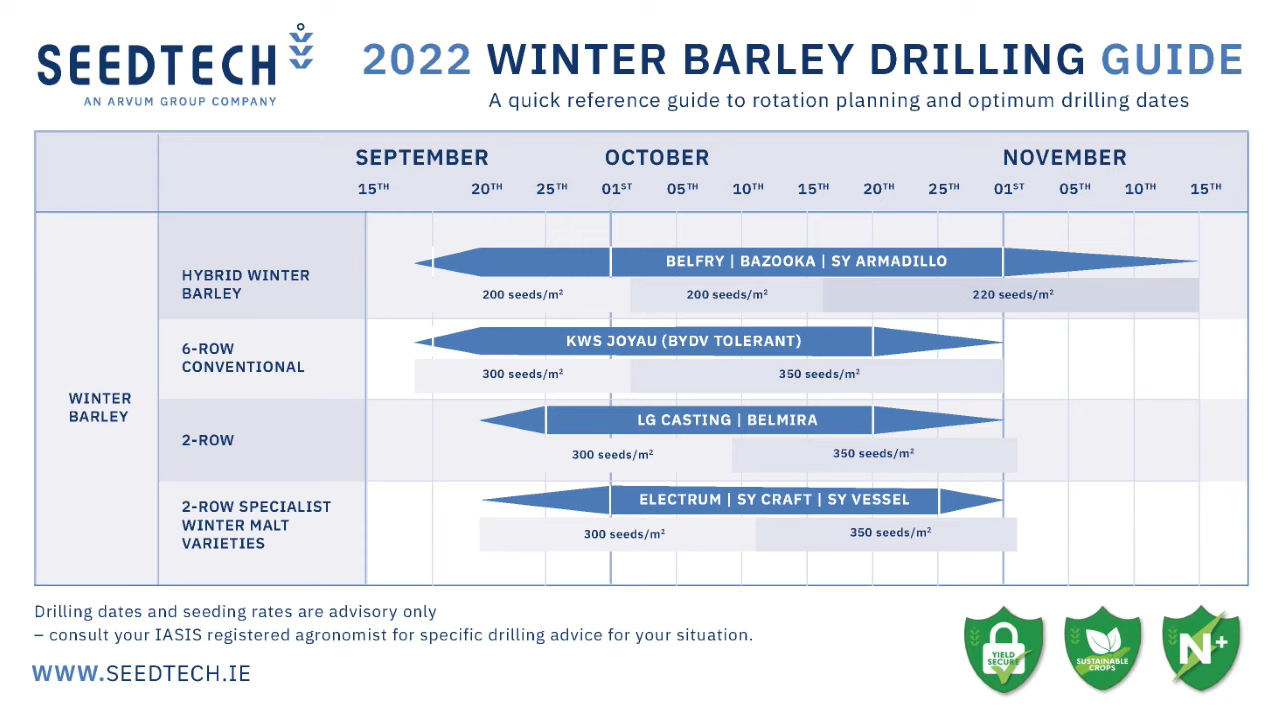 SEEDTECH
AN ARVUM GROUP COMPANY
2022 WINTER BARLEY DRILLING GUIDE
A quick reference guide to rotation planning and optimum drilling dates
SEPTEMBER OCTOBER NOVEMBER
15TH 20TH 25TH 01ST 05TH 10TH 15TH 20TH 25TH 01ST 05TH 10TH 15TH
WINTER
BARLEY
HYBRID WINTER
BARLEY
BELFRY | BAZOOKA | SY ARMADILLO
200 seeds/m² 200 seeds/m² 220 seeds/m²
6-ROW
CONVENTIONAL
KWS JOYAU (BYDV TOLERANT)
300 seeds/m² 350 seeds/m²
2-ROW
LG CASTING | BELMIRA
300 seeds/m² 350 seeds/m²
2-ROW SPECIALIST
WINTER MALT
VARIETIES
ELECTRUM | SY CRAFT | SY VESSEL
300 seeds/m² 350 seeds/m²
Drilling dates and seeding rates are advisory only
– consult your IASIS registered agronomist for specific drilling advice for your situation.
WWW.SEEDTECH.IE
YIELD
SECURE
SUSTAINABLE
CROPS
N+